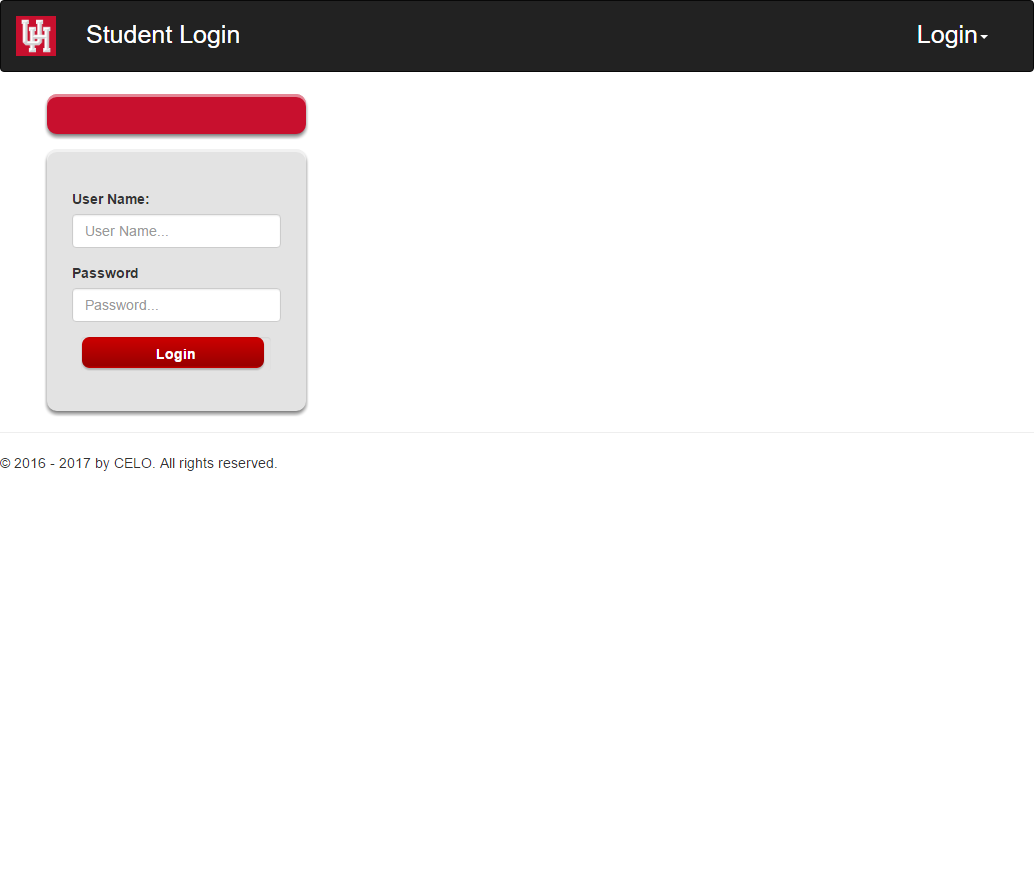 UH
Student Login
Login
User Name:
User Name...
Password
Password...
Login
© 2016 - 2017 by CELO. All rights reserved.